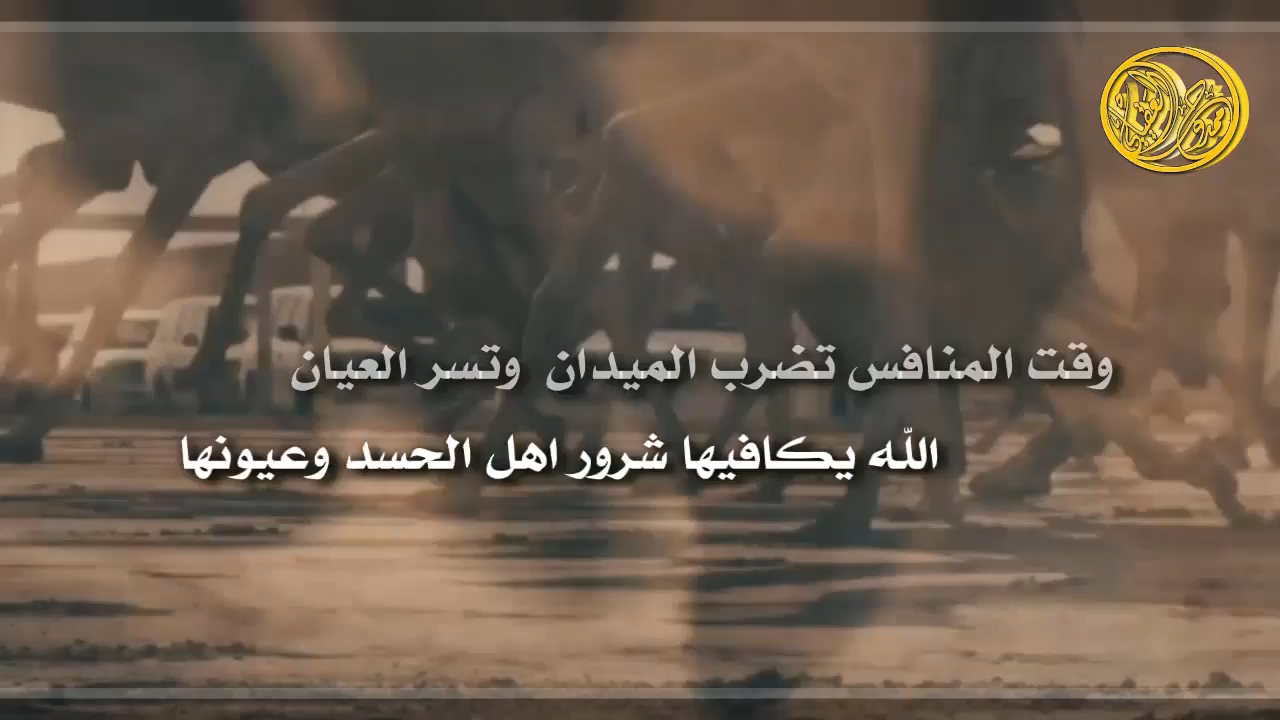 وقت المنافس تضرب الميدان وتسر العيان
الله يكافيها شرور اهل الحسد وعيونها